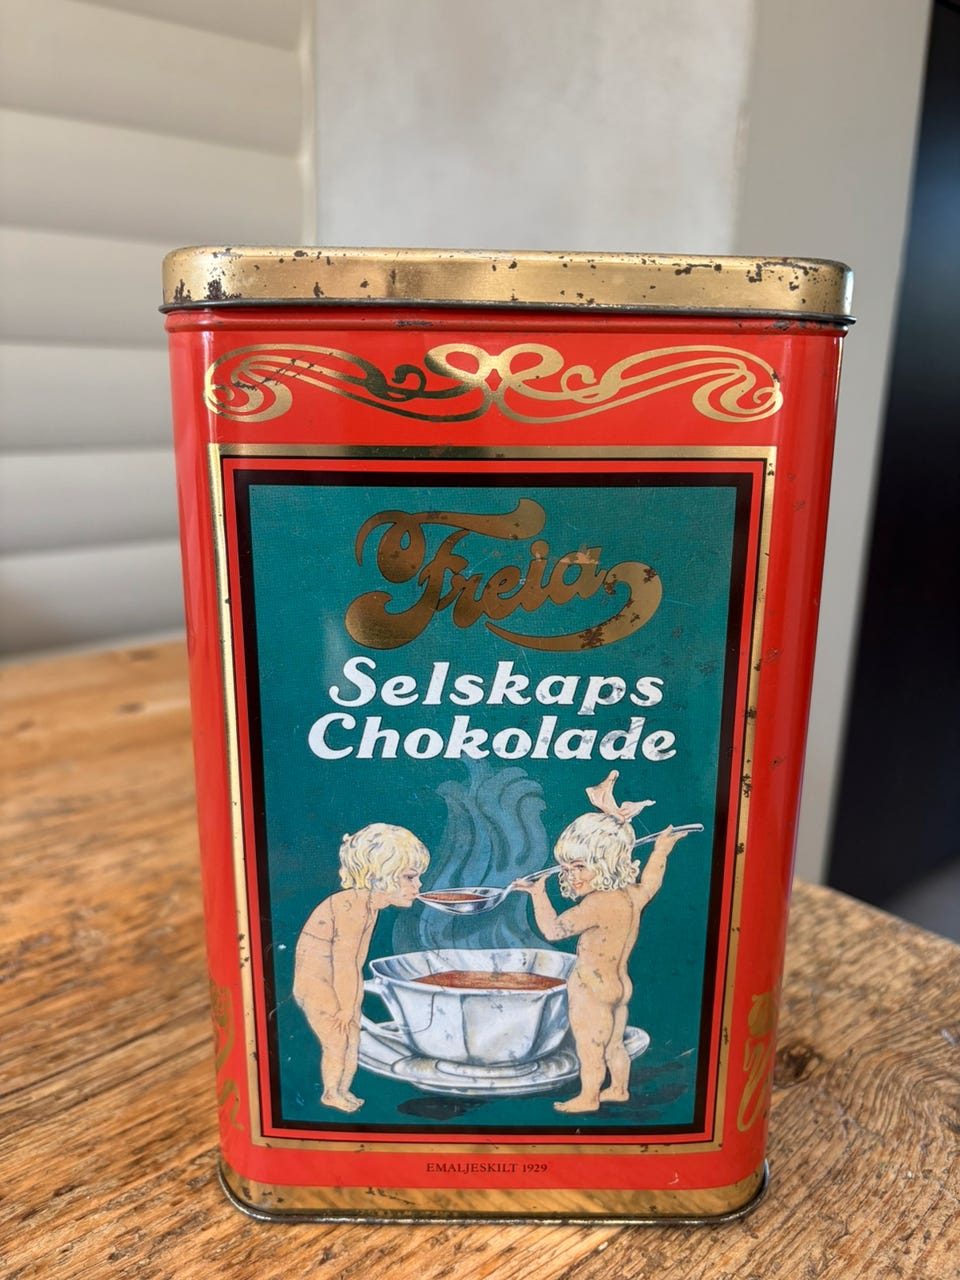 Freia
Selskaps
Chokolade
EMALJESKILT 1929